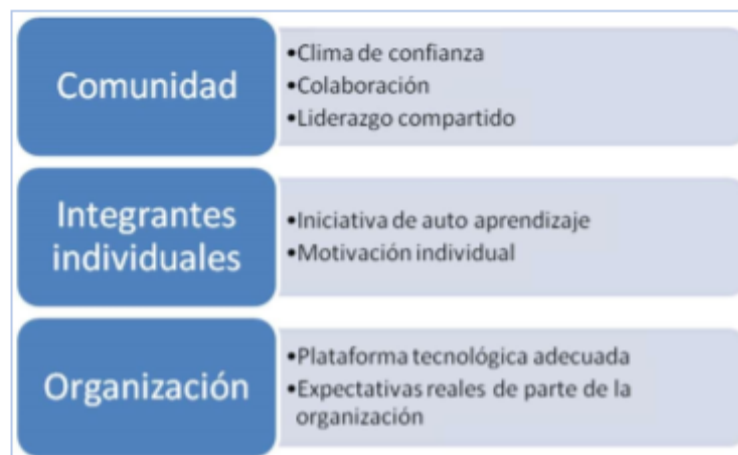 Comunidad
•Clima de confianza
•Colaboración
•Liderazgo compartido
Integrantes
individuales
•Iniciativa de auto aprendizaje
•Motivación individual
Organización
•Plataforma tecnológica adecuada
•Expectativas reales de parte de la
organización